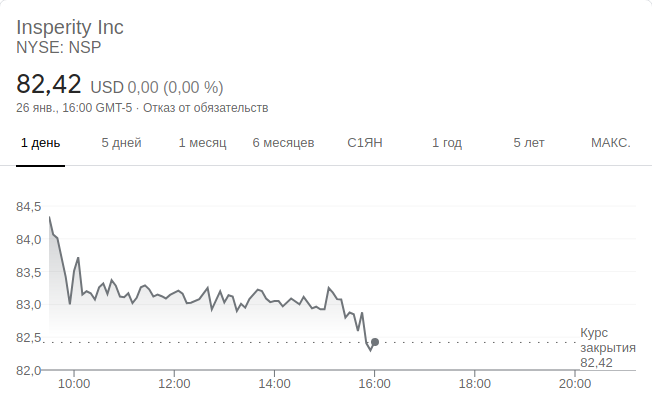 Insperity Inc
NYSE: NSP
82,42 USD 0,00 (0,00 %)
26 янв., 16:00 GMT-5 · Отказ от обязательств
1 день 5 дней 1 месяц 6 месяцев С1ЯН 1 год 5 лет МАКС.
84,5
84,0
83,5
83,0
82,5
82,0
Курс
закрытия
82,42
10:00 12:00 14:00 16:00 18:00 20:00